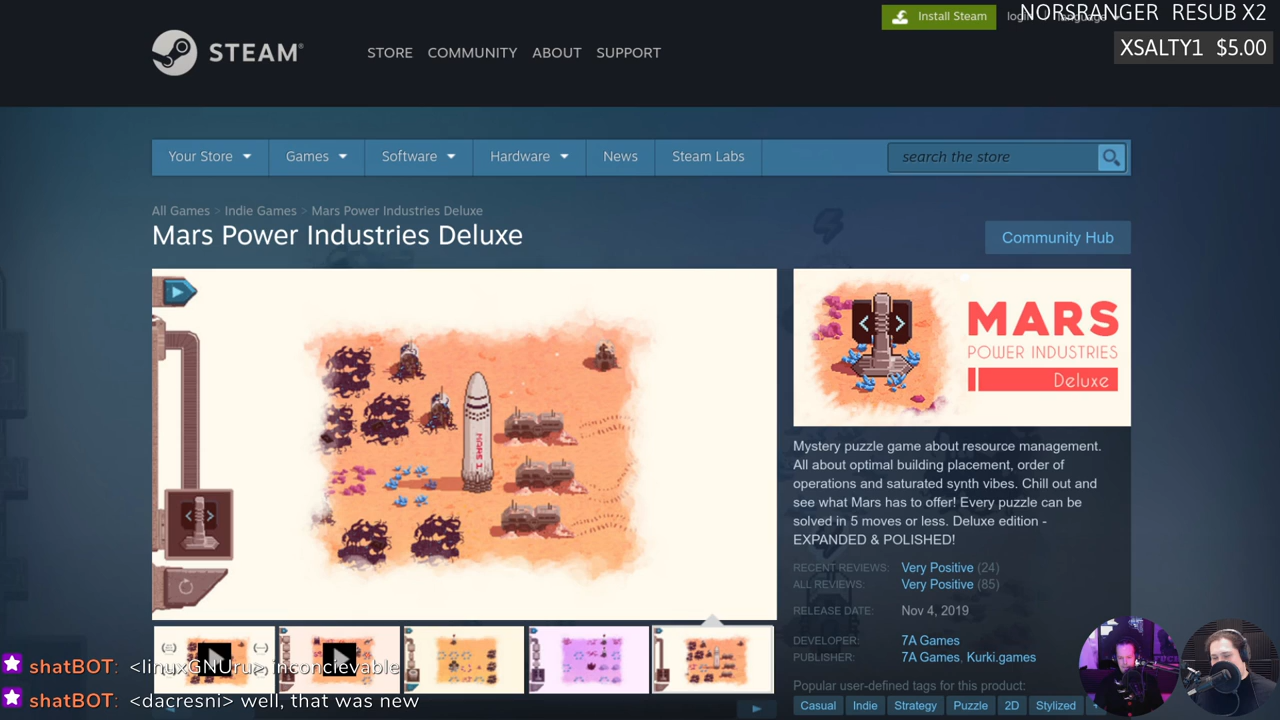 NORSRANGER RESUB X2
Install Steam
login
language
XSALTY1 $5.00
STEAM®
STORE COMMUNITY ABOUT SUPPORT
Your Store Games Software Hardware News Steam Labs search the store
All Games > Indie Games > Mars Power Industries Deluxe
Mars Power Industries Deluxe
Community Hub
MARS 1
MARS
POWER INDUSTRIES
Deluxe
Mystery puzzle game about resource management.
All about optimal building placement, order of
operations and saturated synth vibes. Chill out and
see what Mars has to offer! Every puzzle can be
solved in 5 moves or less. Deluxe edition -
EXPANDED & POLISHED!
RECENT REVIEWS: Very Positive (24)
ALL REVIEWS: Very Positive (85)
RELEASE DATE: Nov 4, 2019
DEVELOPER: 7A Games
PUBLISHER: 7A Games, Kurki.games
Popular user-defined tags for this product:
Casual Indie Strategy Puzzle 2D Stylized
shatBOT: <linuxGNUru> inconcievable
shatBOT: <dacresni> well, that was new